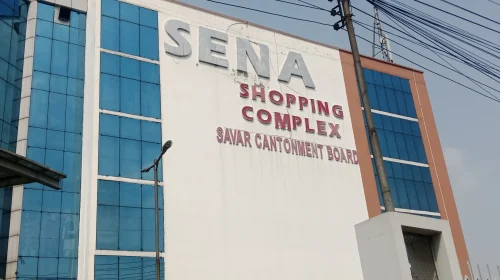 SENA
SHOPPING
COMPLEX
SAVAR CANTONMENT BOARD